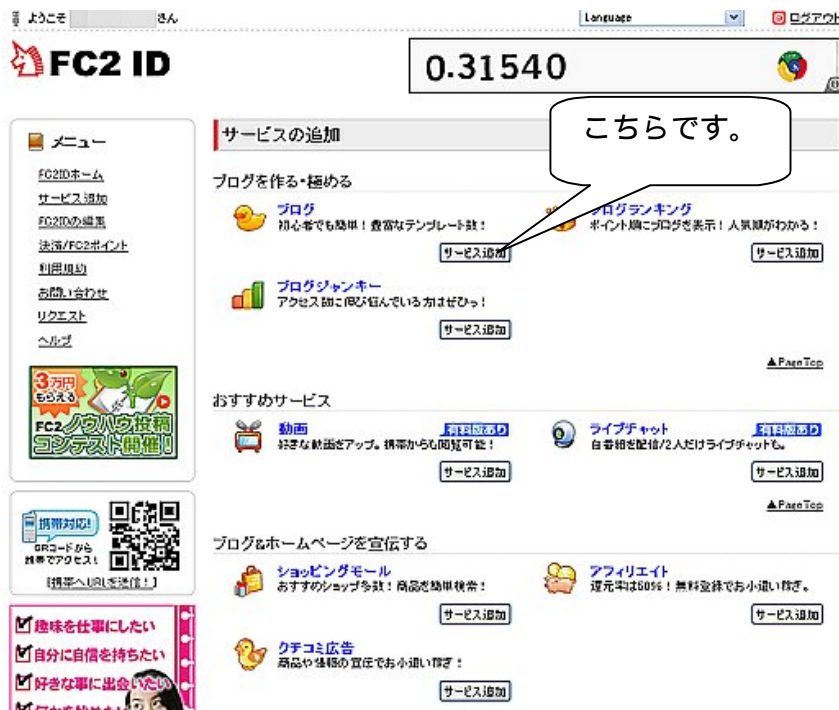 ようこそ さん
Language
ログアウト
FC2 ID
0.31540
こちらです。
メニュー
FC2IDホーム
サービス追加
FC2IDの編集
決済/FC2ポイント
利用規約
お問い合わせ
リクエスト
ヘルプ
3万円
もらえる
FC2ノウハウ投稿
コンテスト開催!
携帯対応!
QRコードから
携帯でアクセス!
[携帯へURLを送信!]
趣味を仕事にしたい
自分に自信を持ちたい
好きな事に出会いたい
サービスの追加
ブログを作る・極める
ブログ
初心者でも簡単!豊富なテンプレート数!
サービス追加
ブログランキング
ポイント順にブログを表示!人気順がわかる!
サービス追加
ブログジャンキー
アクセス数に伸び悩んでいる方はぜひっ!
サービス追加
▲PageTop
おすすめサービス
動画
有料版あり
好きな動画をアップ。携帯からも閲覧可能!
サービス追加
ライブチャット
有料版あり
自番組を配信/2人だけライブチャットも。
サービス追加
▲PageTop
ブログ&ホームページを宣伝する
ショッピングモール
おすすめのショップ多数!商品を簡単検索!
サービス追加
アフィリエイト
還元率は60%!無料登録でお小遣い稼ぎ。
サービス追加
クチコミ広告
商品や情報の宣伝でお小遣い稼ぎ!
サービス追加